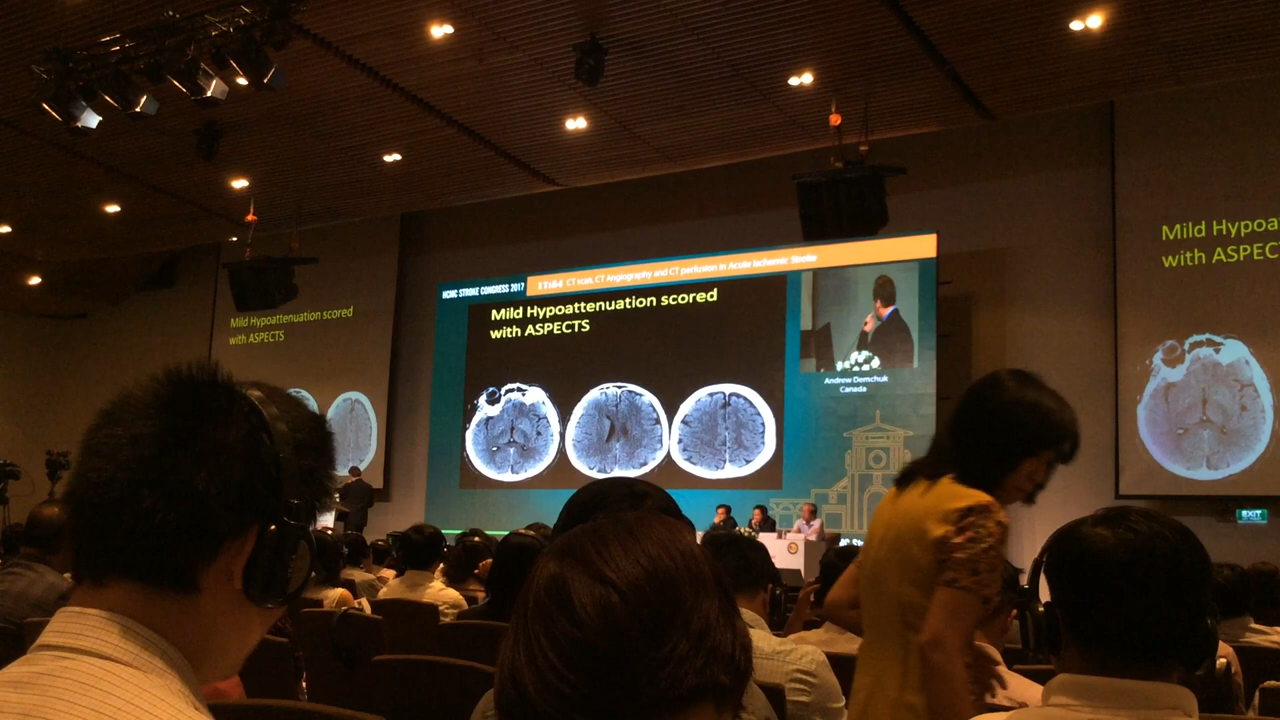 HCMC STROKE CONGRESS 2017
CT scan, CT Angiography and CT perfusion in Acute Ischemic Stroke
Mild Hypoattenuation scored
with ASPECTS
Andrew Demchuk
Canada
Mild Hypoattenuation scored
with ASPECTS
Mild Hypoa
with ASPEC
EXIT